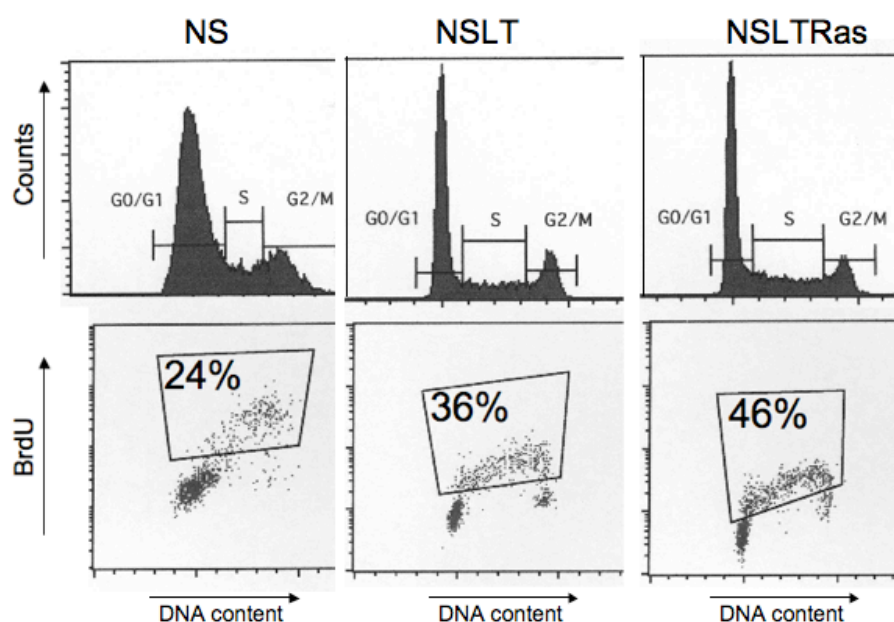 NS NSLT NSLTRas
Counts
G0/G1 S G2/M
G0/G1 S G2/M
G0/G1 S G2/M
BrdU
24% 36% 46%
DNA content DNA content DNA content